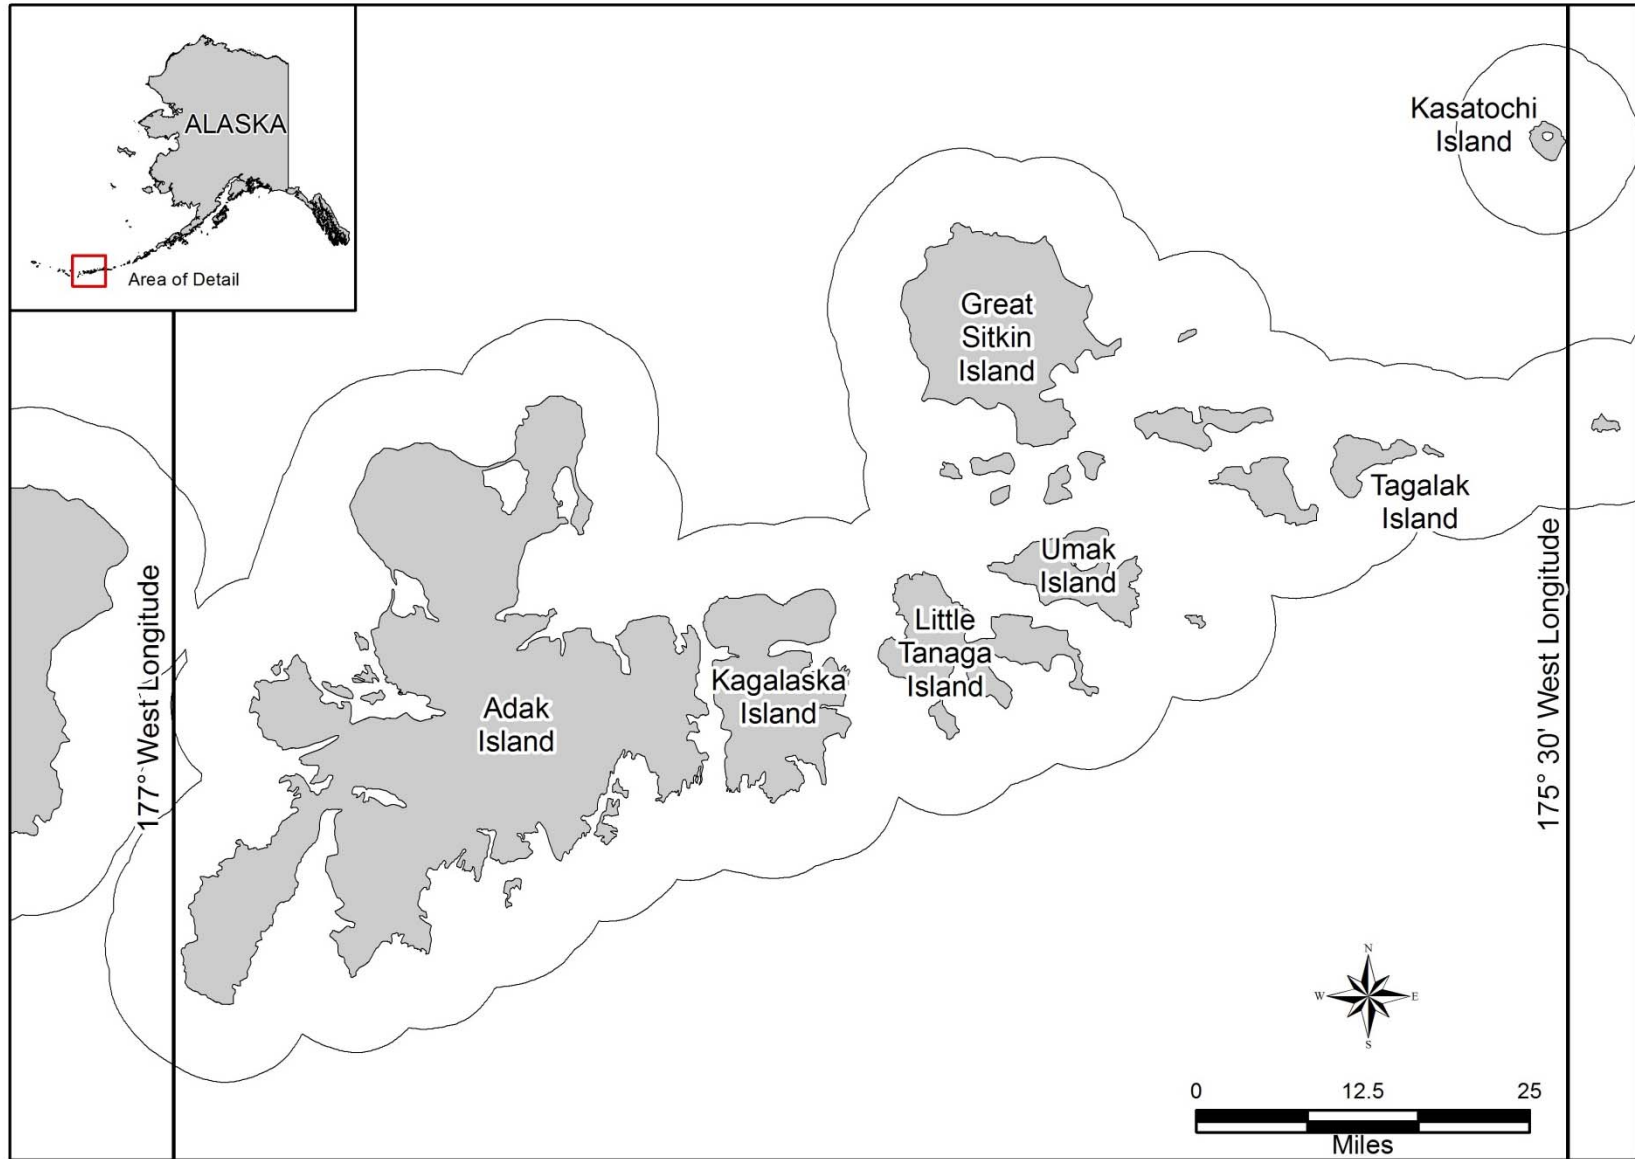 ALASKA
Area of Detail
Kasatochi
Island
Great
Sitkin
Island
Tagalak
Island
Umak
Island
Little
Tanaga
Island
Kagalaska
Island
Adak
Island
177° West Longitude
175° 30' West Longitude
N
W
E
S
0 12.5 25
Miles